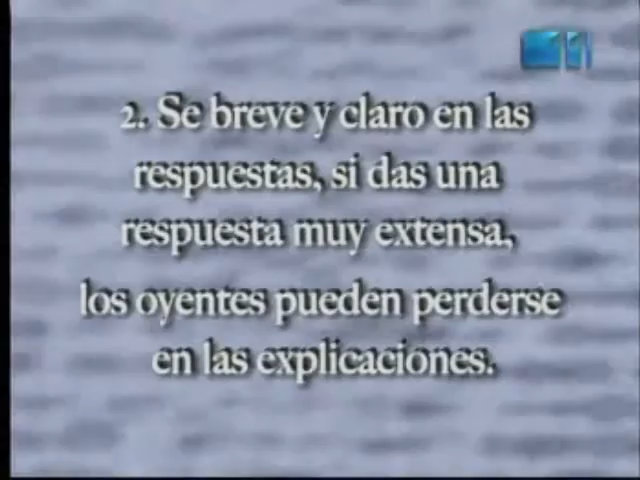 11
2. Se breve y claro en las
respuestas, si das una
respuesta muy extensa,
los oyentes pueden perderse
en las explicaciones.